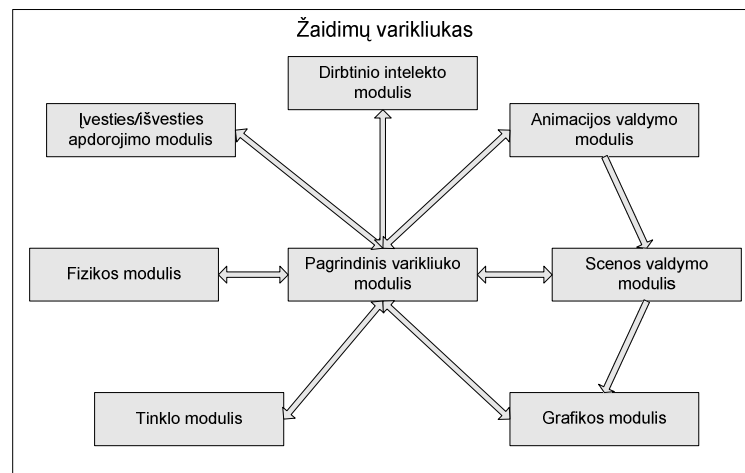 Žaidimų varikliukas
Dirbtinio intelekto
modulis
Įvesties/išvesties
apdorojimo modulis
Animacijos valdymo
modulis
Fizikos modulis
Pagrindinis varikliuko
modulis
Scenos valdymo
modulis
Tinklo modulis
Grafikos modulis